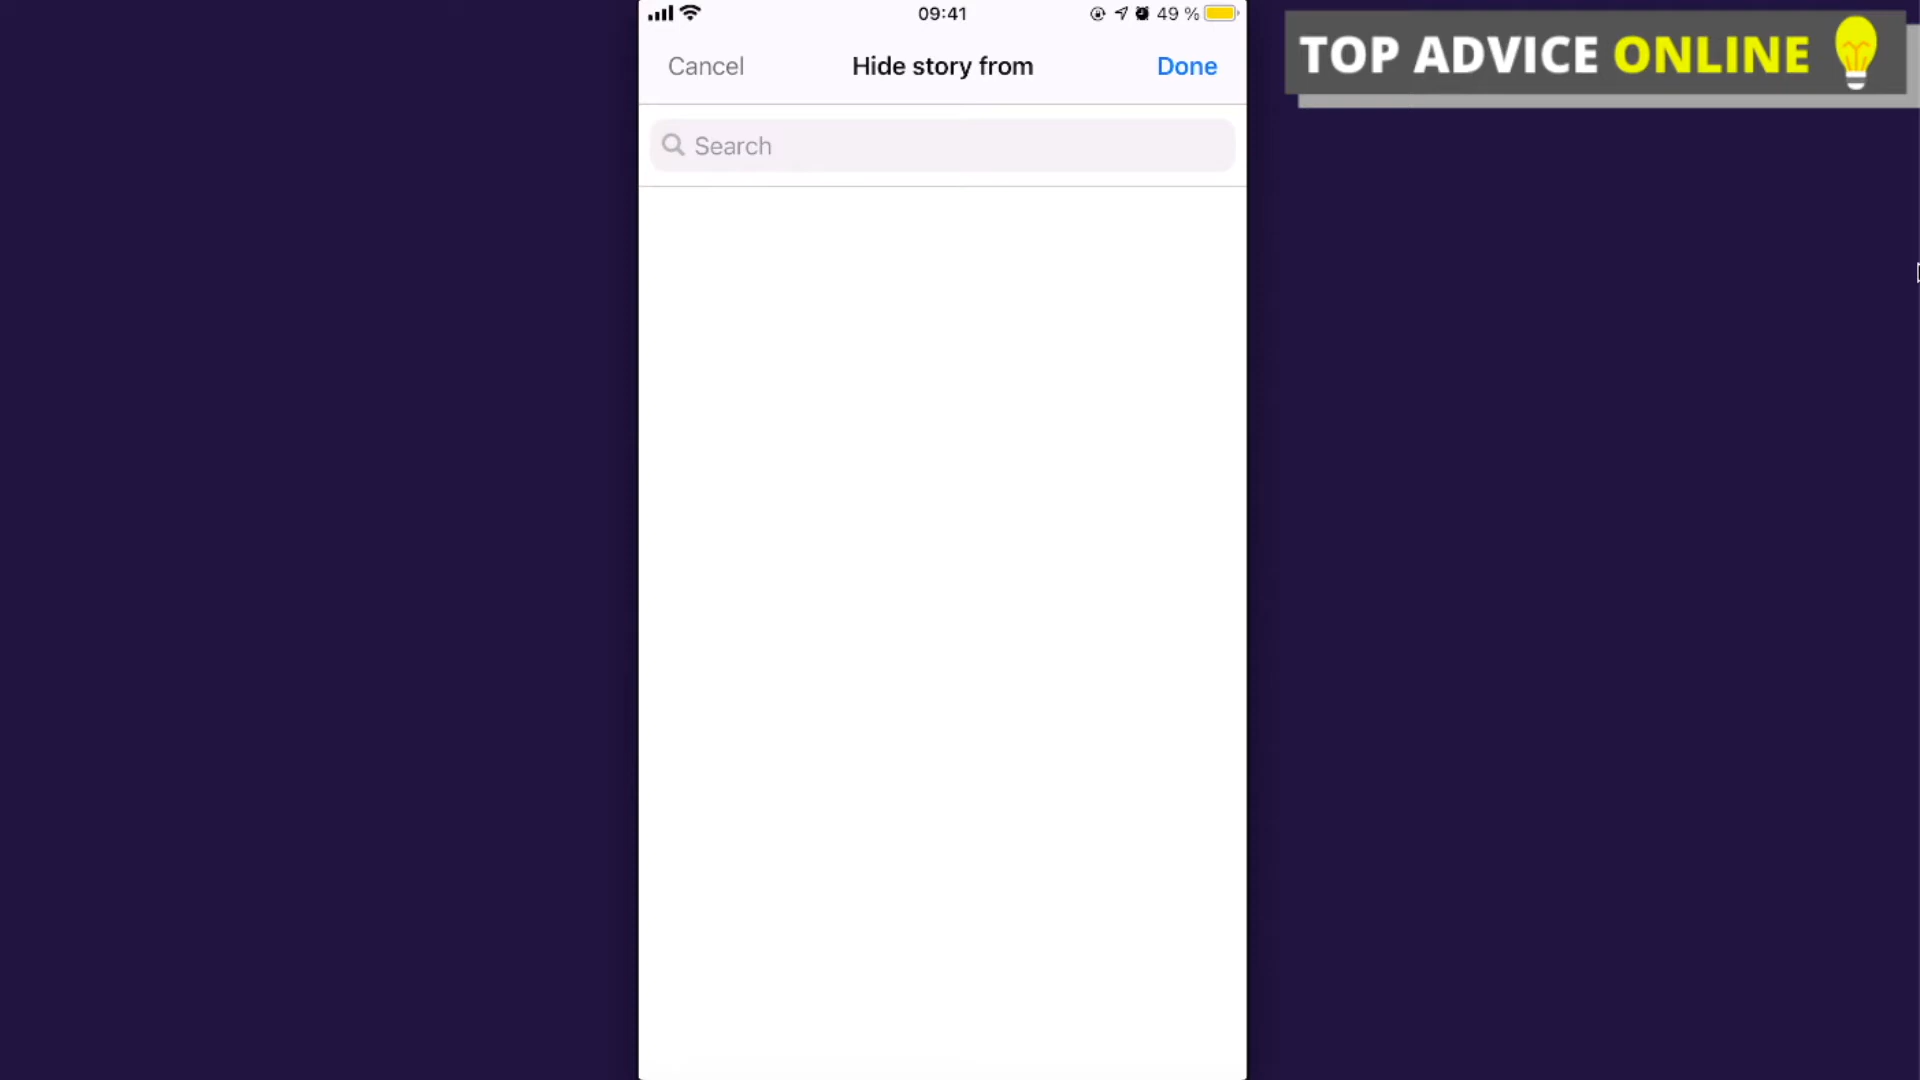 09:41
49 %
Cancel
Hide story from
Done
Search
TOP ADVICE ONLINE